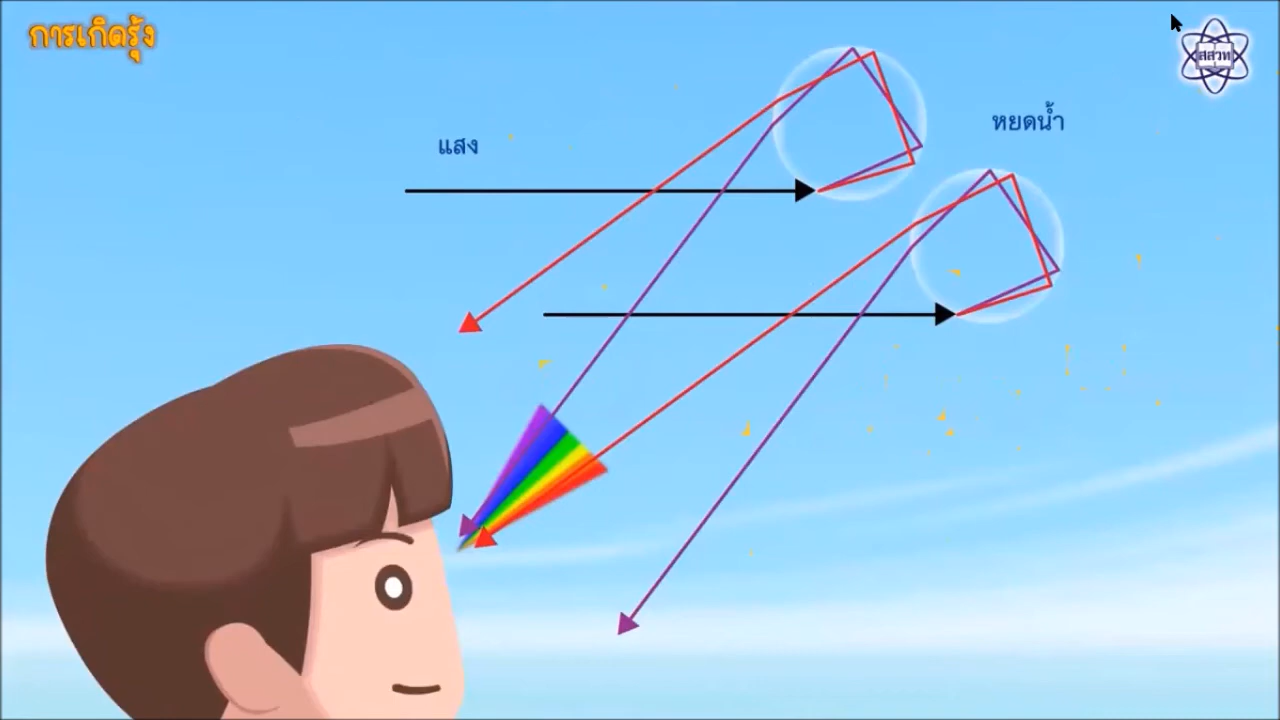 การเกิดรุ้ง
สสวท
แสง
หยดน้ำ